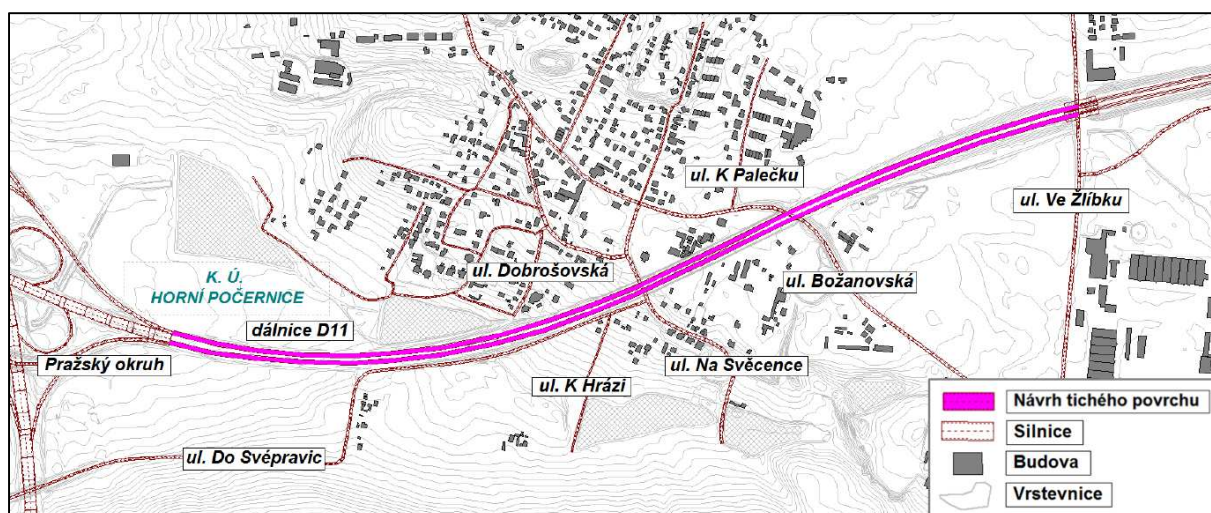 ul. K Palečku
ul. Ve Žlíbku
K. Ú.
HORNÍ POČERNICE
ul. Dobrošovská
ul. Božanovská
dálnice D11
Pražský okruh
ul. K Hrázi
ul. Na Svěcence
ul. Do Svépravic
Návrh tichého povrchu
Silnice
Budova
Vrstevnice